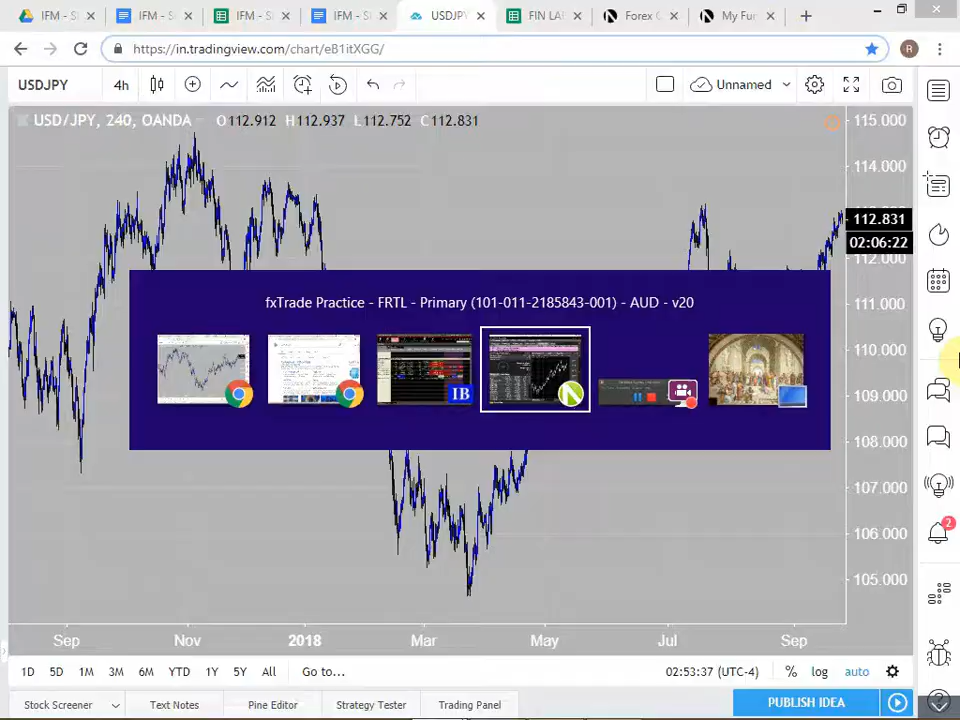 IFM - S
IFM - S
IFM - S
IFM - S
USDJPY
FIN LA
Forex
My Fur
https://in.tradingview.com/chart/eB1itXGG/
R
USDJPY
4h
Unnamed
USD/JPY, 240, OANDA O112.912 H112.937 L112.752 C112.831
115.000
114.000
112.831
02:06:22
112.000
111.000
110.000
109.000
108.000
107.000
106.000
105.000
fxTrade Practice - FRTL - Primary (101-011-2185843-001) - AUD - v20
IB
2
Sep Nov 2018 Mar May Jul Sep
1D 5D 1M 3M 6M YTD 1Y 5Y All Go to... 02:53:37 (UTC-4) % log auto
Stock Screener Text Notes Pine Editor Strategy Tester Trading Panel PUBLISH IDEA